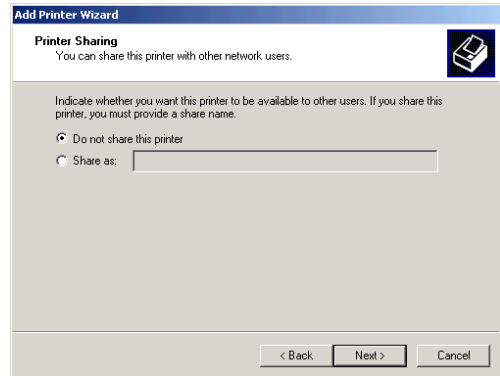 Add Printer Wizard
Printer Sharing
You can share this printer with other network users.
Indicate whether you want this printer to be available to other users. If you share this
printer, you must provide a share name.
Do not share this printer
Share as:
< Back Next > Cancel